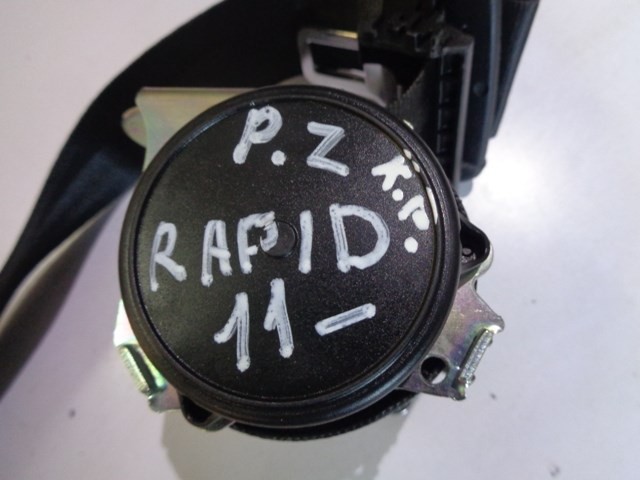 P.Z
K.P.
RAPID
11-